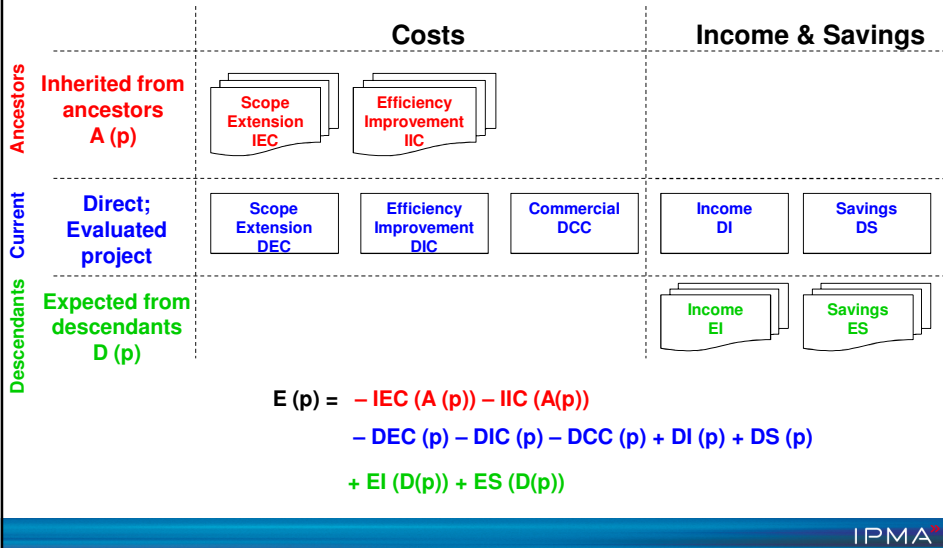 Costs
Income & Savings
Ancestors
Inherited from
ancestors
A (p)
Scope
Extension
IEC
Efficiency
Improvement
IIC
Current
Direct;
Evaluated
project
Scope
Extension
DEC
Efficiency
Improvement
DIC
Commercial
DCC
Income
DI
Savings
DS
Descendants
Expected from
descendants
D (p)
Income
EI
Savings
ES
E (p) = – IEC (A (p)) – IIC (A(p))
– DEC (p) – DIC (p) – DCC (p) + DI (p) + DS (p)
+ EI (D(p)) + ES (D(p))
IPMA